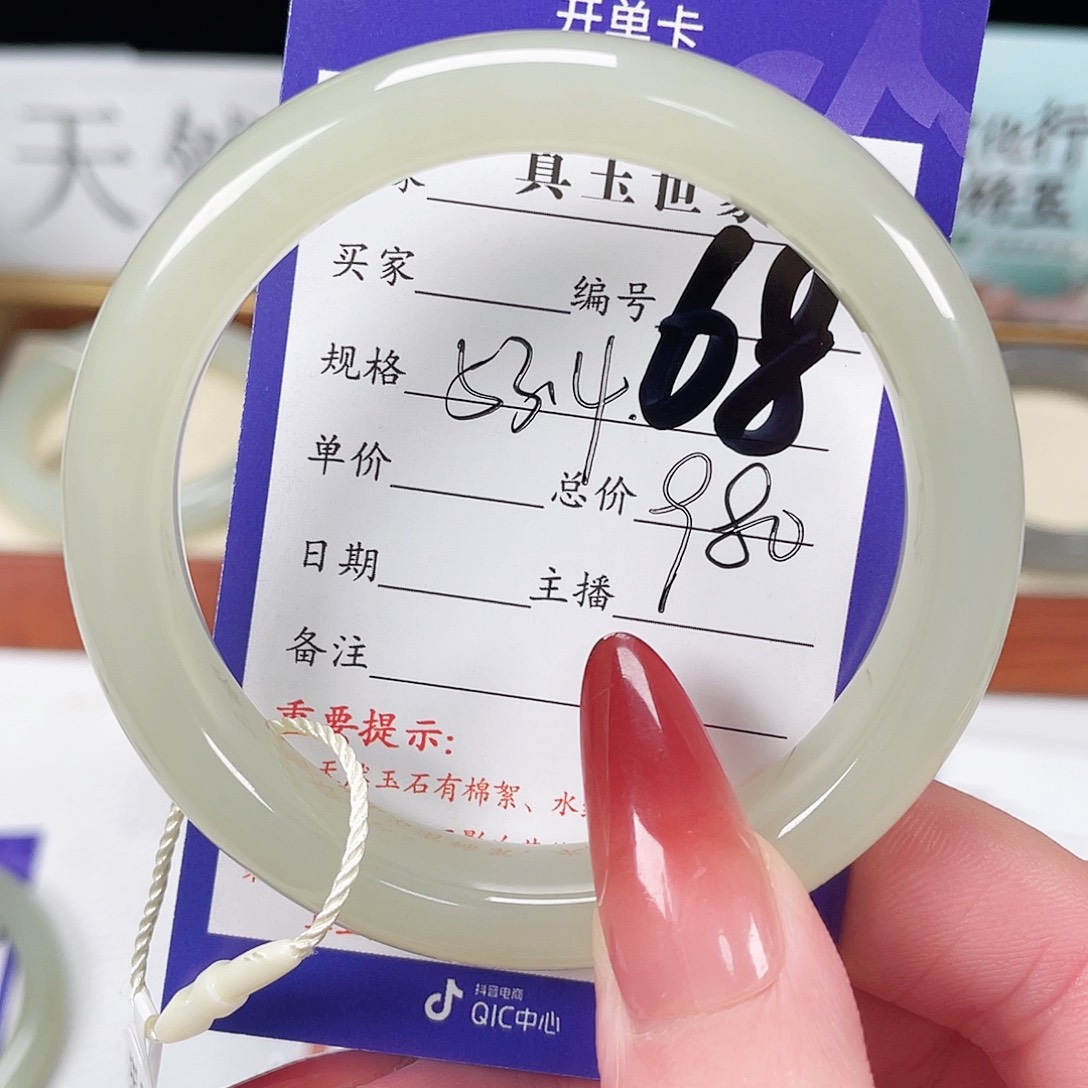 开单卡
天然
真玉世家
买家 编号 68
规格 53.4.
单价 总价 980
日期 主播
备注
重要提示:
天然玉石有棉絮、水
抖音电商
QIC中心